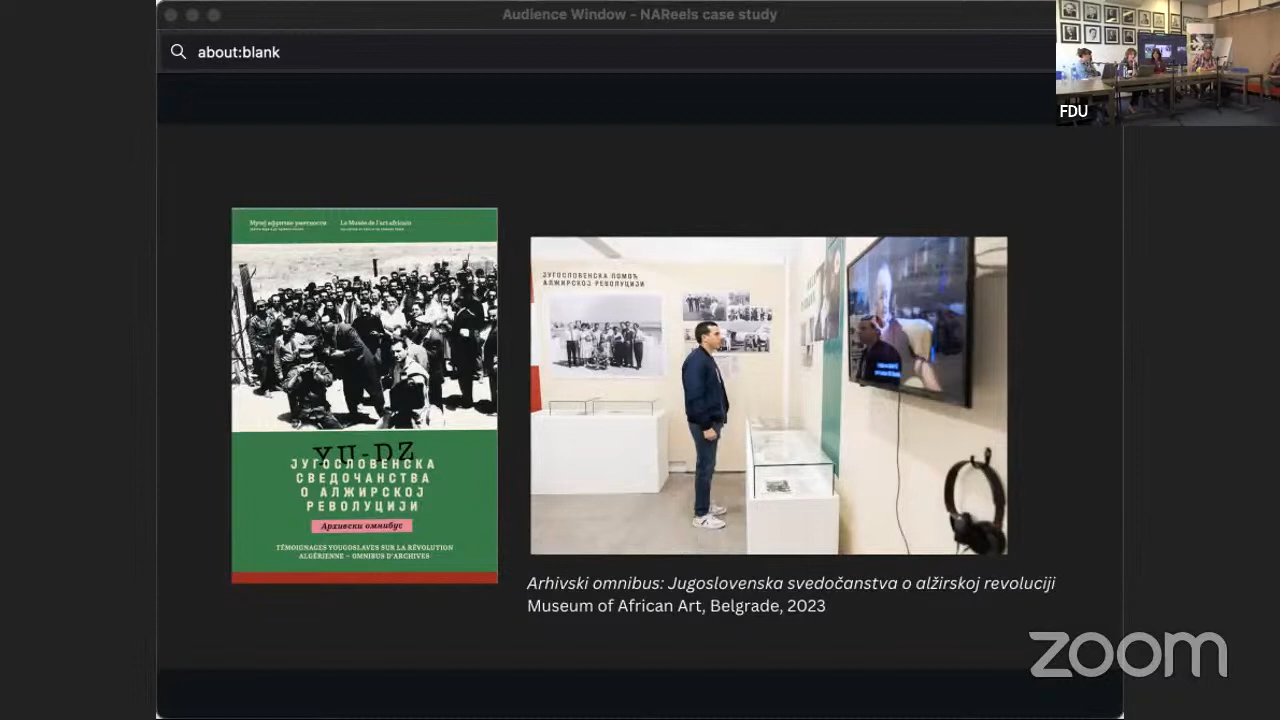 Audience Window - NAReels case study
about:blank
FDU
Музеј афричке уметности
Le Musée de l'art africain
УП-DZ
ЈУГОСЛОВЕНСКА
СВЕДОЧАНСТВА
О АЛЖИРСКОЈ
РЕВОЛУЦИЈИ
Архивски омнибус
TÉMOIGNAGES YOUGOSLAVES SUR LA RÉVOLUTION
ALGÉRIENNE – OMNIBUS D'ARCHIVES
ЈУГОСЛОВЕНСКА ПОМОЋ
АЛЖИРСКОЈ РЕВОЛУЦИЈИ
Arhivski omnibus: Jugoslovenska svedočanstva o alžirskoj revoluciji
Museum of African Art, Belgrade, 2023
zoom